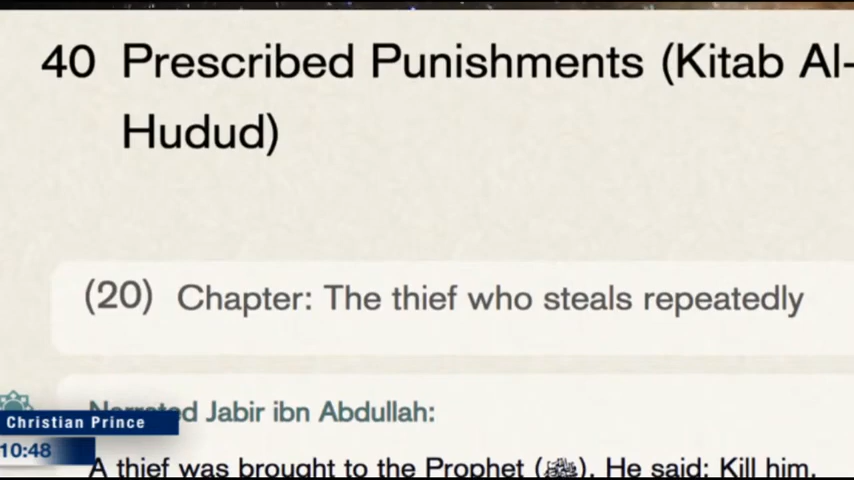 40 Prescribed Punishments (Kitab Al-
Hudud)
(20) Chapter: The thief who steals repeatedly
Narrated Jabir ibn Abdullah:
Christian Prince
10:48
A thief was brought to the Prophet (ﷺ). He said: Kill him.